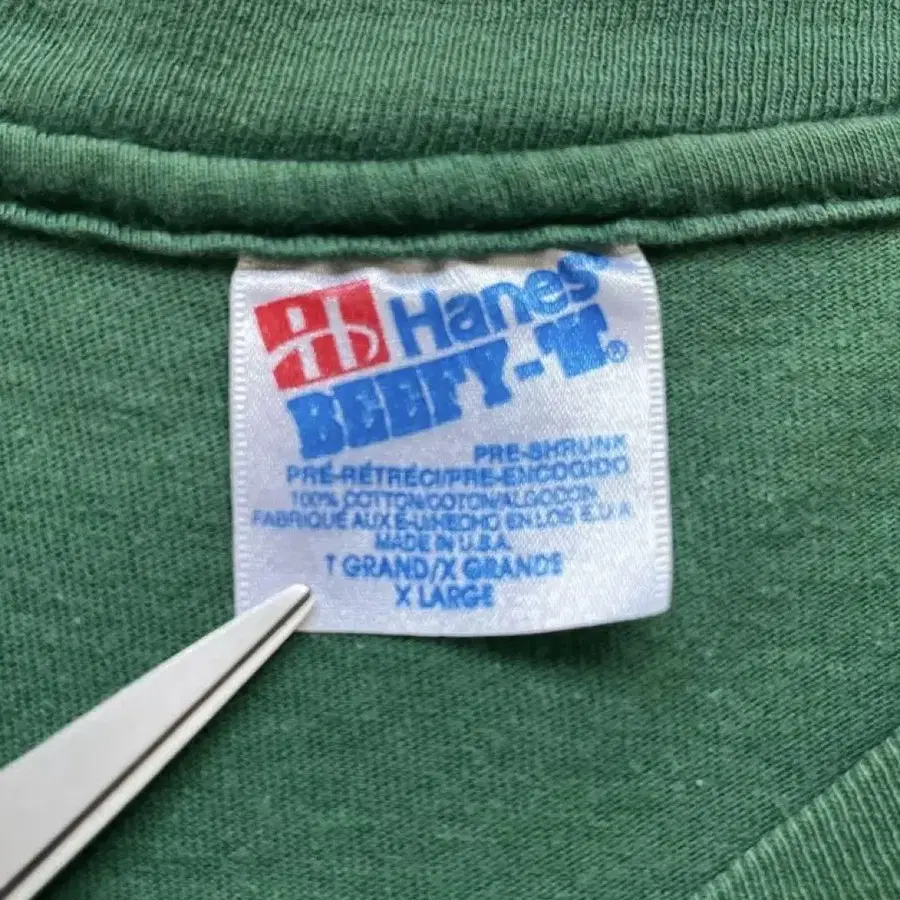 Hanes
BEEFY-T.®
PRE-SHRUNK
PRÉ-RÉTRÉCI/PRE-ENCOGIDO
100% COTTON/COTON/ALGODON
FABRIQUÉ AUX É-U/HECHO EN LOS E.U.A
MADE IN U.S.A.
T GRAND/X GRANDE
X LARGE